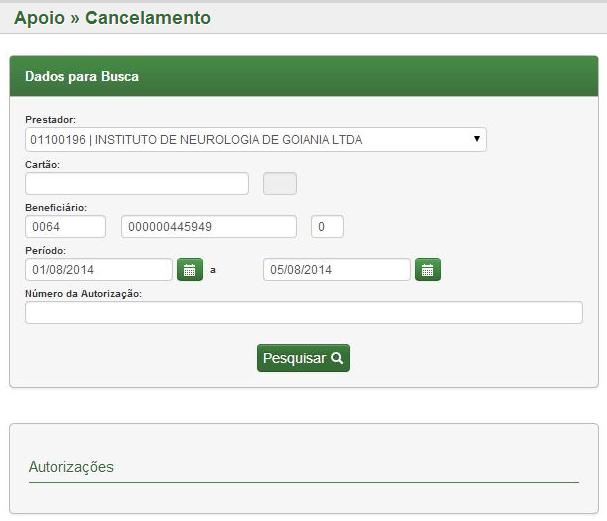 Apoio » Cancelamento
Dados para Busca
Prestador:
01100196 | INSTITUTO DE NEUROLOGIA DE GOIANIA LTDA
Cartão:
Beneficiário:
0064 000000445949 0
Período:
01/08/2014 a 05/08/2014
Número da Autorização:
Pesquisar
Autorizações